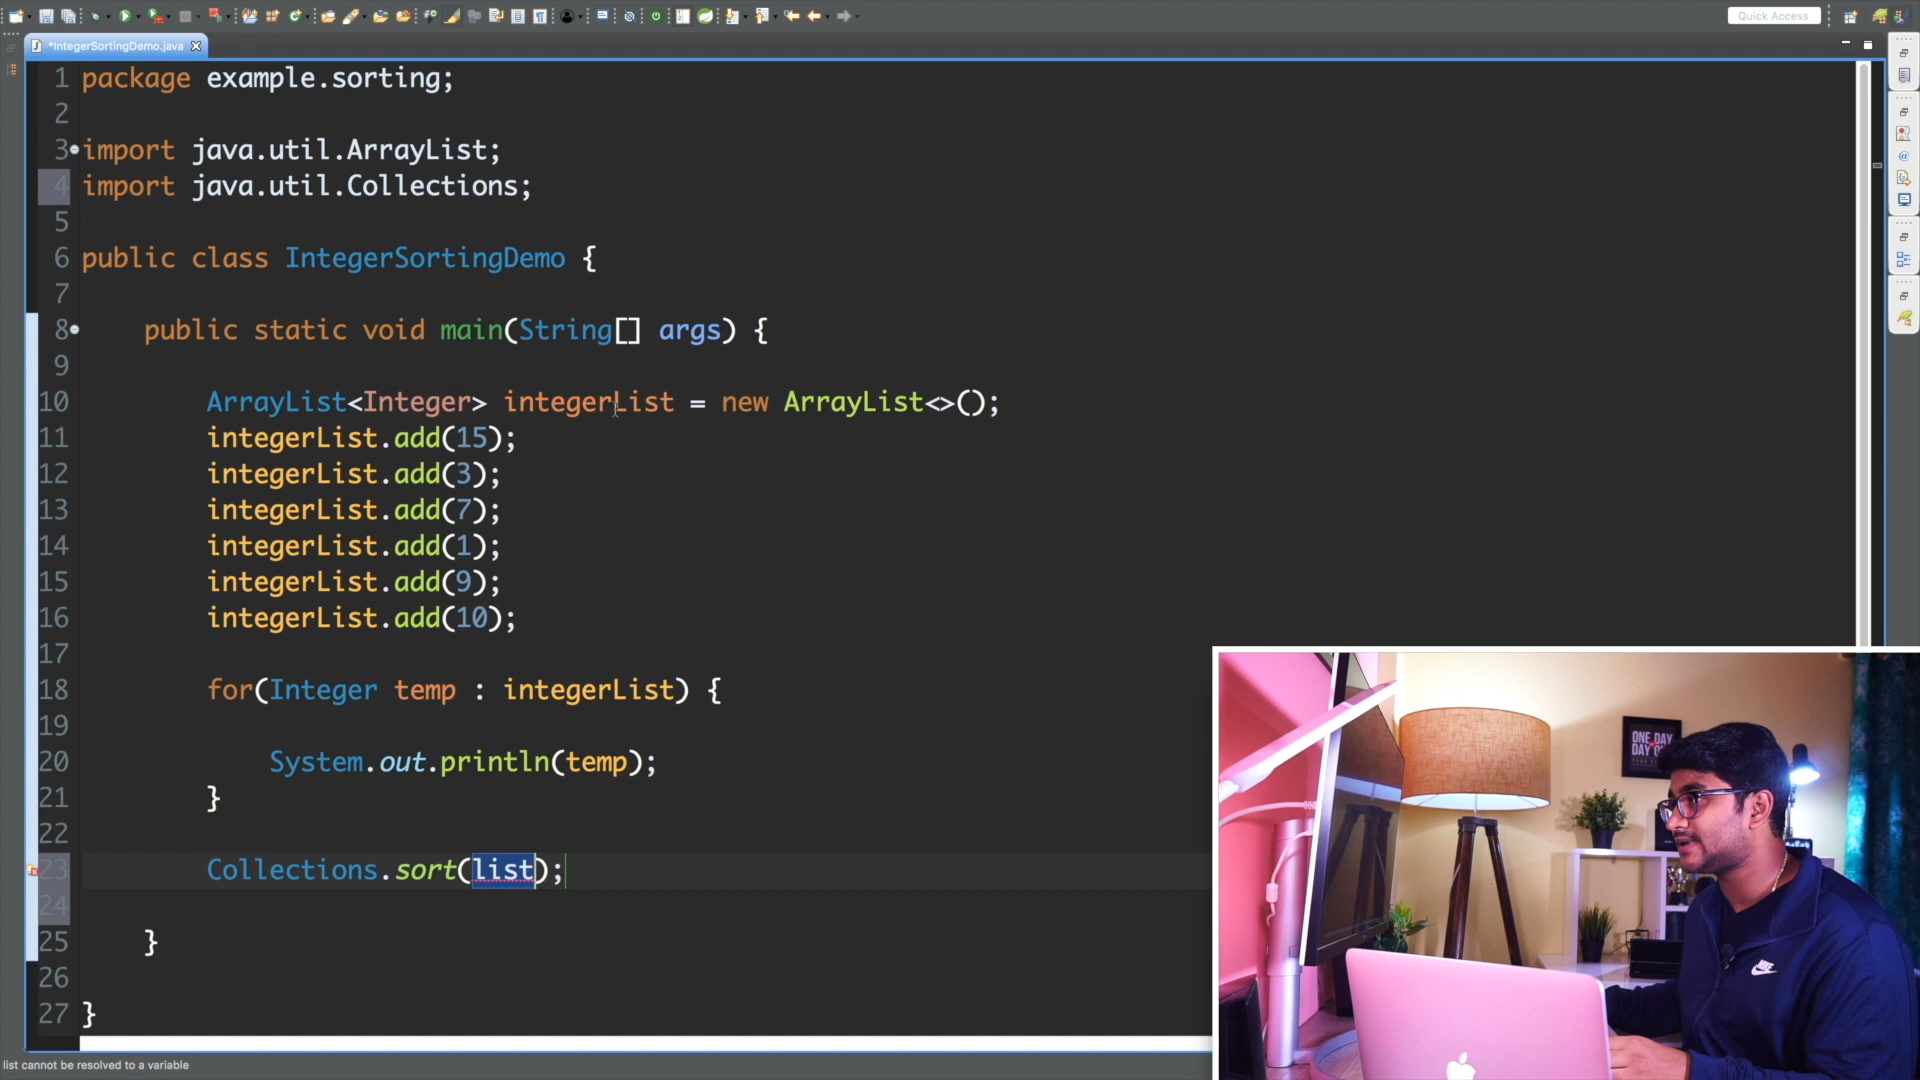 Quick Access
*IntegerSortingDemo.java
1 package example.sorting;
2
3 import java.util.ArrayList;
4 import java.util.Collections;
5
6 public class IntegerSortingDemo {
7
8 public static void main(String[] args) {
9
10 ArrayList<Integer> integerList = new ArrayList<>();
11 integerList.add(15);
12 integerList.add(3);
13 integerList.add(7);
14 integerList.add(1);
15 integerList.add(9);
16 integerList.add(10);
17
18 for(Integer temp : integerList) {
19
20 System.out.println(temp);
21 }
22
23 Collections.sort(list);
24
25 }
26
27 }
ONE DAY
list cannot be resolved to a variable